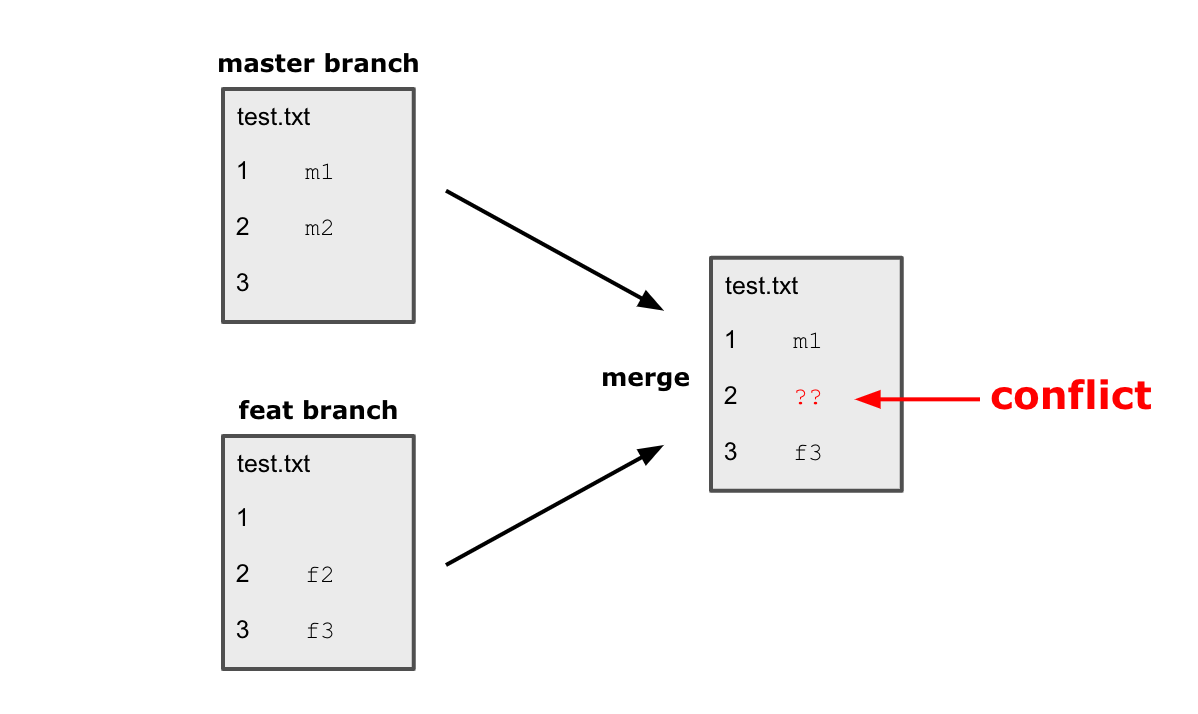 master branch
test.txt
1 m1
2 m2
3
feat branch
test.txt
1
2 f2
3 f3
merge
test.txt
1 m1
2 ??
3 f3
conflict